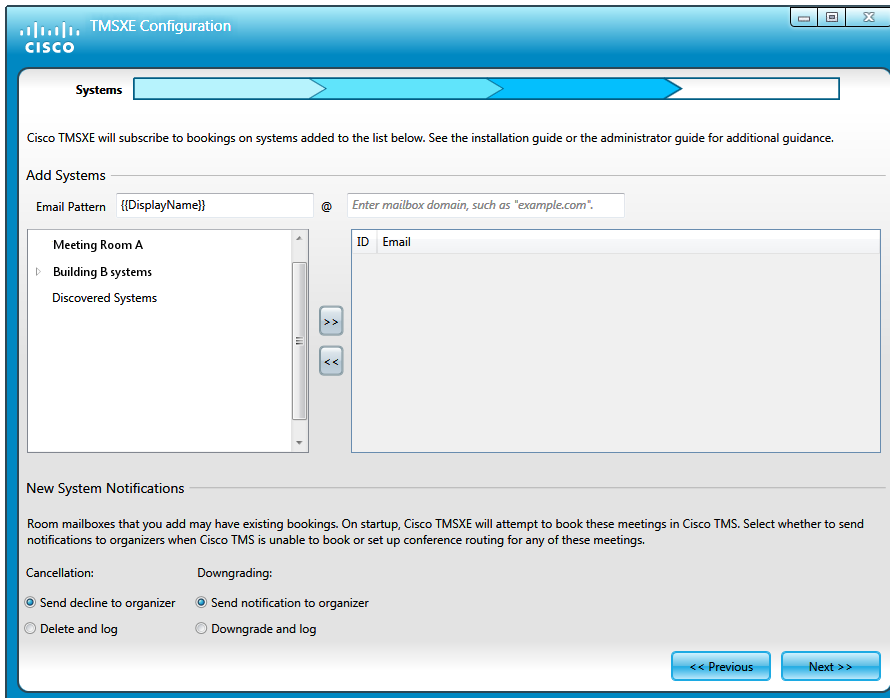 TMSXE Configuration
CISCO
Systems
Cisco TMSXE will subscribe to bookings on systems added to the list below. See the installation guide or the administrator guide for additional guidance.
Add Systems
Email Pattern {{DisplayName}} @ Enter mailbox domain, such as "example.com".
Meeting Room A
Building B systems
Discovered Systems
ID Email
>>
<<
New System Notifications
Room mailboxes that you add may have existing bookings. On startup, Cisco TMSXE will attempt to book these meetings in Cisco TMS. Select whether to send
notifications to organizers when Cisco TMS is unable to book or set up conference routing for any of these meetings.
Cancellation: Downgrading:
Send decline to organizer Send notification to organizer
Delete and log Downgrade and log
<< Previous Next >>